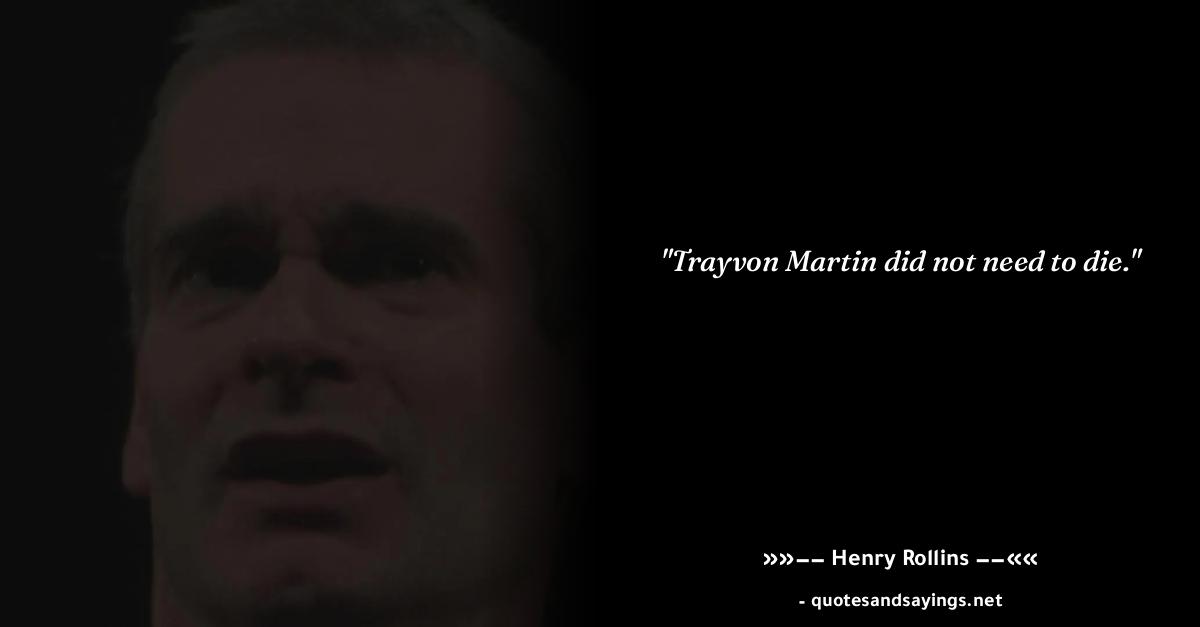 "Trayvon Martin did not need to die."
»»−− Henry Rollins −−««
- quotesandsayings.net